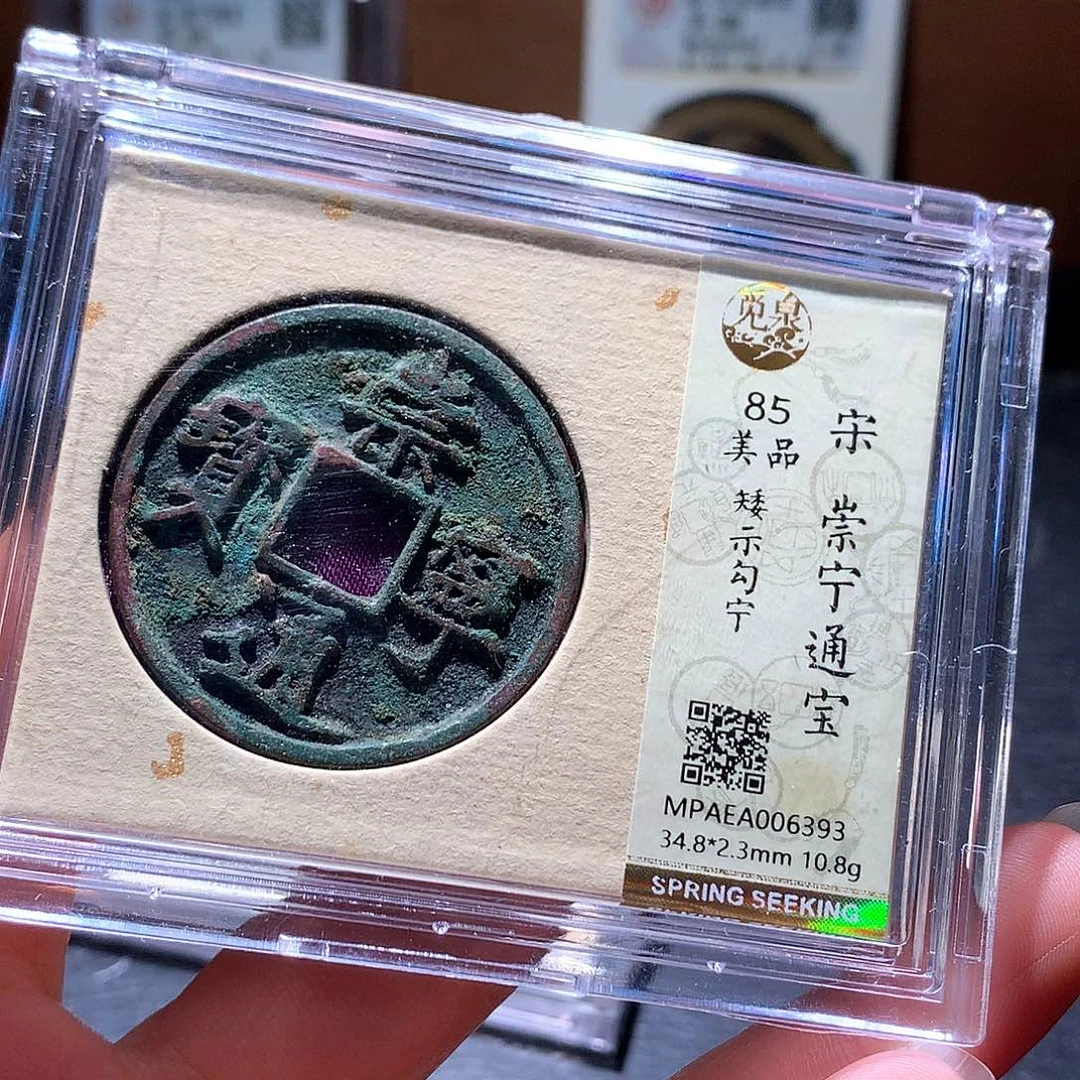 崇寧通寳
觅泉
85
美品
矮示勾宁
宋 崇宁通宝
MPAEA006393
34.8*2.3mm 10.8g
SPRING SEEKING